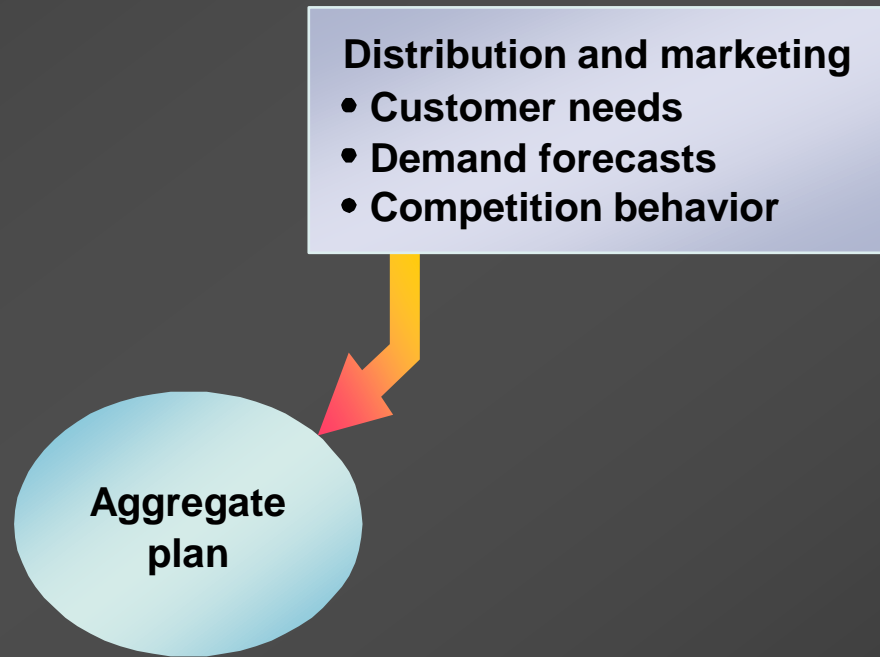 Distribution and marketing
• Customer needs
• Demand forecasts
• Competition behavior
Aggregate
plan